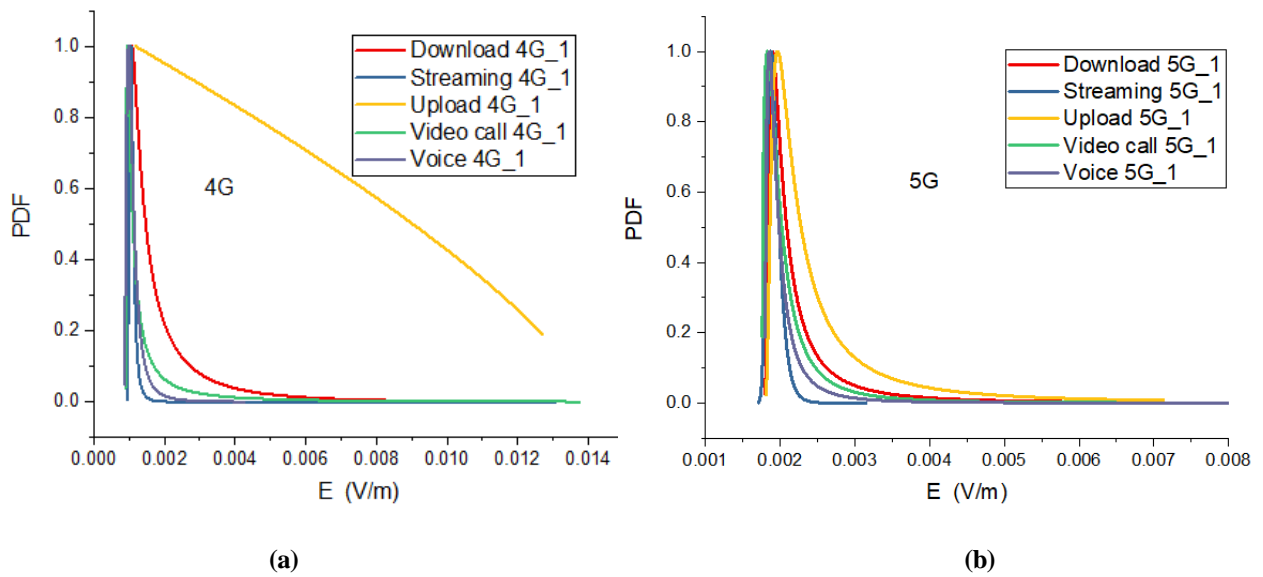 1.0
0.8
0.6
0.4
0.2
0.0
PDF
0.000 0.002 0.004 0.006 0.008 0.010 0.012 0.014
E (V/m)
Download 4G_1
Streaming 4G_1
Upload 4G_1
Video call 4G_1
Voice 4G_1
4G
(a)
1.0
0.8
0.6
0.4
0.2
0.0
PDF
0.001 0.002 0.003 0.004 0.005 0.006 0.007 0.008
E (V/m)
Download 5G_1
Streaming 5G_1
Upload 5G_1
Video call 5G_1
Voice 5G_1
5G
(b)